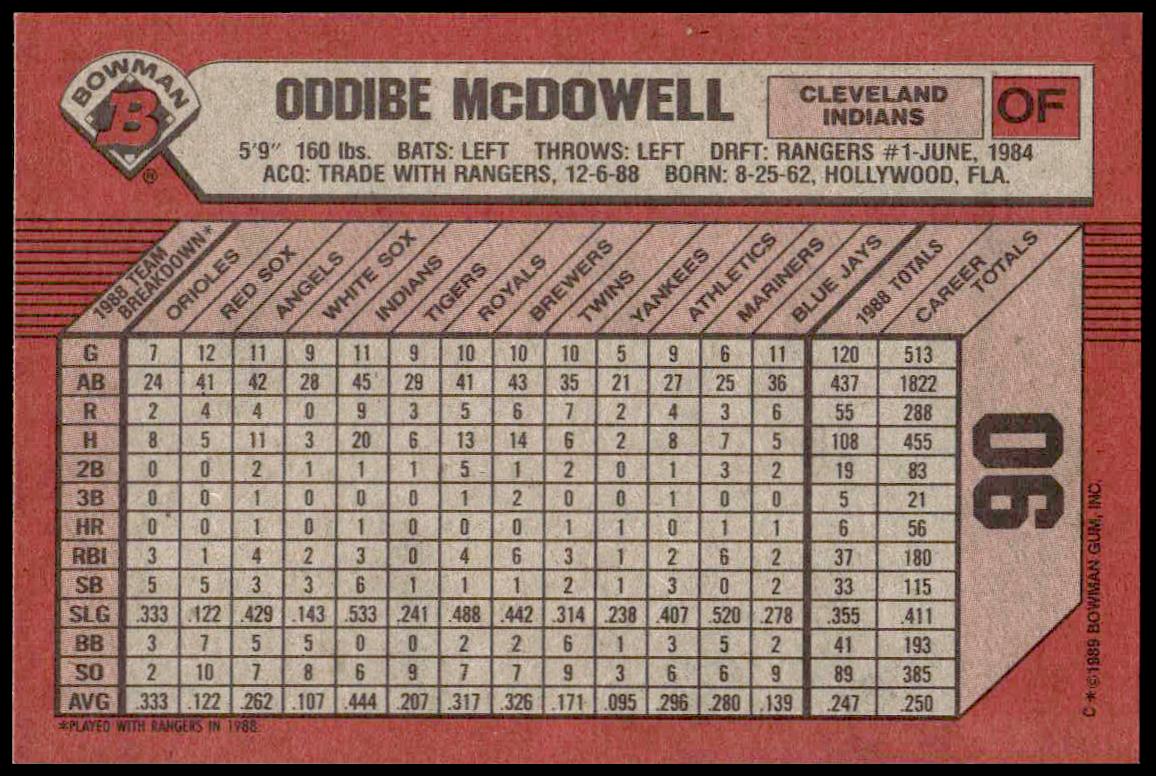 BOWMAN
B
®
ODDIBE McDOWELL
CLEVELAND
INDIANS
OF
5'9" 160 lbs. BATS: LEFT THROWS: LEFT DRFT: RANGERS #1-JUNE, 1984
ACQ: TRADE WITH RANGERS, 12-6-88 BORN: 8-25-62, HOLLYWOOD, FLA.
1988 TEAM BREAKDOWN* ORIOLES RED SOX ANGELS WHITE SOX INDIANS TIGERS ROYALS BREWERS TWINS YANKEES ATHLETICS MARINERS BLUE JAYS 1988 TOTALS CAREER TOTALS
G 7 12 11 9 11 9 10 10 10 5 9 6 11 120 513
AB 24 41 42 28 45 29 41 43 35 21 27 25 36 437 1822
R 2 4 4 0 9 3 5 6 7 2 4 3 6 55 288
H 8 5 11 3 20 6 13 14 6 2 8 7 5 108 455
2B 0 0 2 1 1 1 5 1 2 0 1 3 2 19 83
3B 0 0 1 0 0 0 1 2 0 0 1 0 0 5 21
HR 0 0 1 0 1 0 0 0 1 1 0 1 1 6 56
RBI 3 1 4 2 3 0 4 6 3 1 2 6 2 37 180
SB 5 5 3 3 6 1 1 1 2 1 3 0 2 33 115
SLG .333 .122 .429 .143 .533 .241 .488 .442 .314 .238 .407 .520 .278 .355 .411
BB 3 7 5 5 0 0 2 2 6 1 3 5 2 41 193
SO 2 10 7 8 6 9 7 7 9 3 6 6 9 89 385
AVG .333 .122 .262 .107 .444 .207 .317 .326 .171 .095 .296 .280 .139 .247 .250
90
*PLAYED WITH RANGERS IN 1988.
C*©1989 BOWMAN GUM, INC.